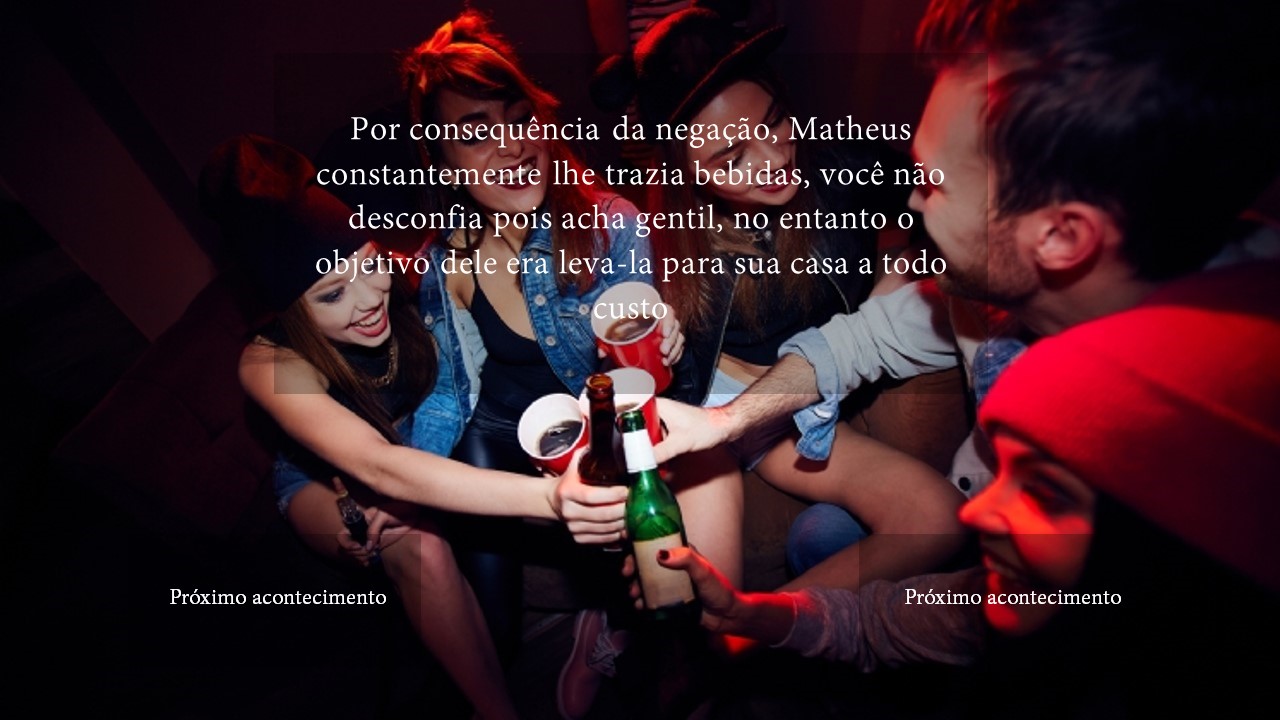 Por consequência da negação, Matheus
constantemente lhe trazia bebidas, você não
desconfia pois acha gentil, no entanto o
objetivo dele era leva-la para sua casa a todo
custo
Próximo acontecimento
Próximo acontecimento